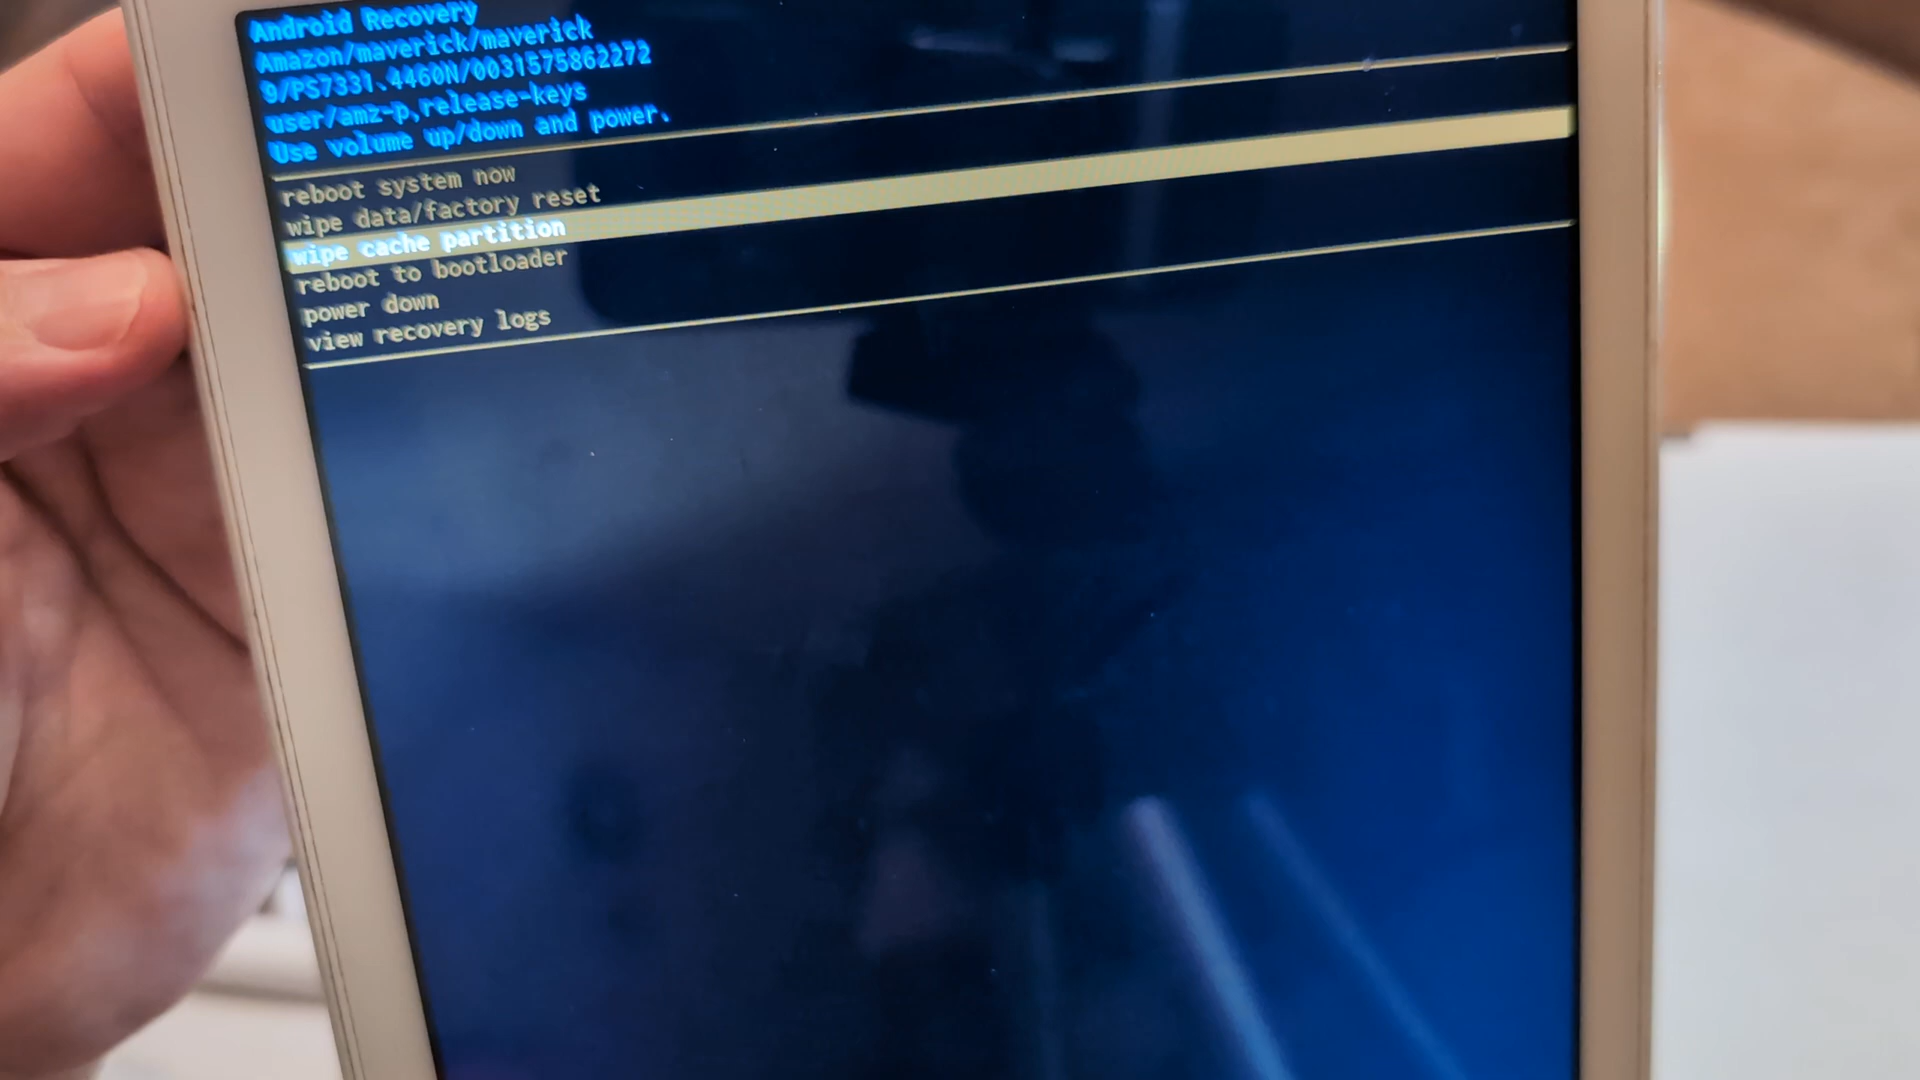 Android Recovery
Amazon/maverick/maverick
9/PS7331.4460N/0031575862272
user/amz-p,release-keys
Use volume up/down and power.
reboot system now
wipe data/factory reset
wipe cache partition
reboot to bootloader
power down
view recovery logs